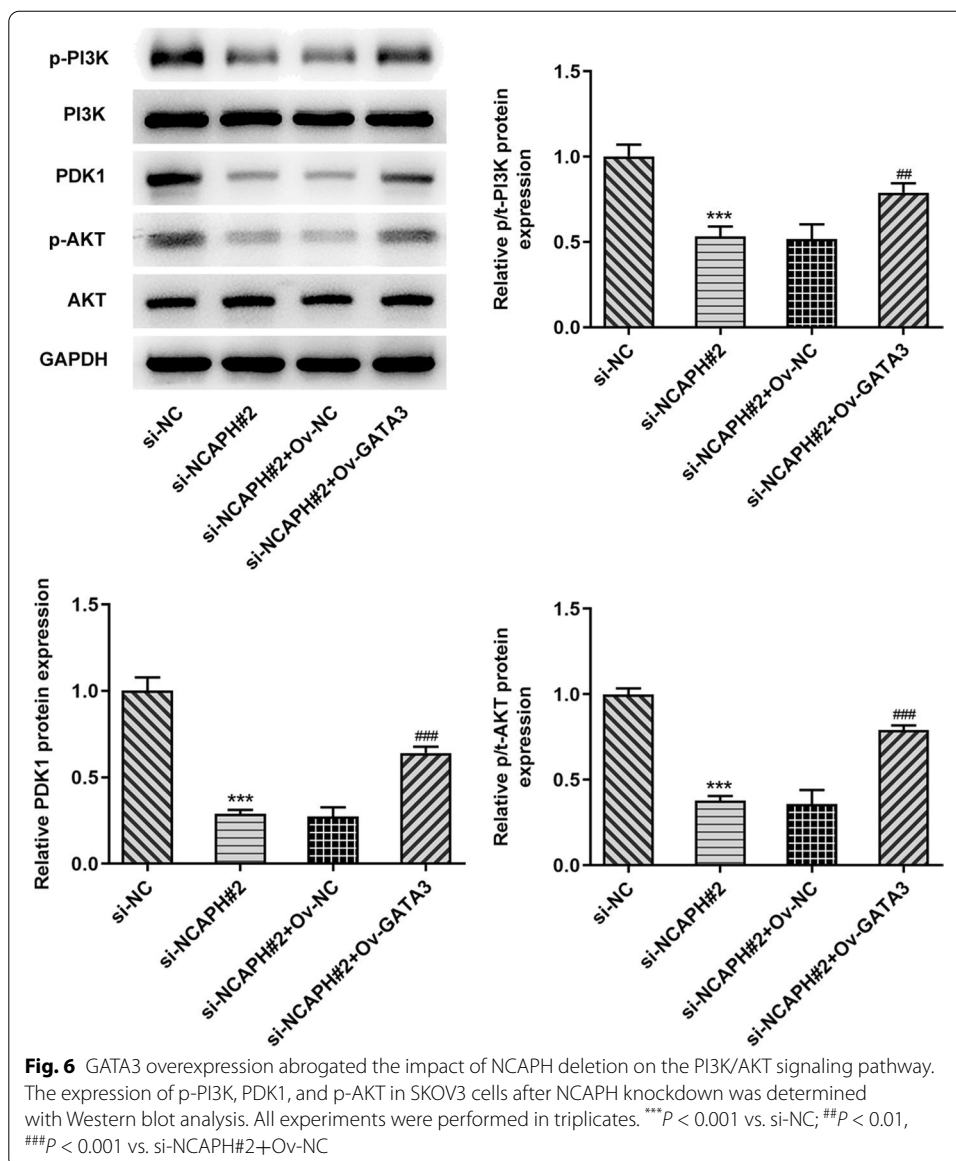 p-PI3K
PI3K
PDK1
p-AKT
AKT
GAPDH
si-NC
si-NCAPH#2
si-NCAPH#2+Ov-NC
si-NCAPH#2+Ov-GATA3
Relative p/t-PI3K protein
expression
1.5
1.0
0.5
0.0
***
##
si-NC
si-NCAPH#2
si-NCAPH#2+Ov-NC
si-NCAPH#2+Ov-GATA3
Relative PDK1 protein expression
1.5
1.0
0.5
0.0
***
###
si-NC
si-NCAPH#2
si-NCAPH#2+Ov-NC
si-NCAPH#2+Ov-GATA3
Relative p/t-AKT protein
expression
1.5
1.0
0.5
0.0
***
###
si-NC
si-NCAPH#2
si-NCAPH#2+Ov-NC
si-NCAPH#2+Ov-GATA3
Fig. 6 GATA3 overexpression abrogated the impact of NCAPH deletion on the PI3K/AKT signaling pathway.
The expression of p-PI3K, PDK1, and p-AKT in SKOV3 cells after NCAPH knockdown was determined
with Western blot analysis. All experiments were performed in triplicates. ***P < 0.001 vs. si-NC; ##P < 0.01,
###P < 0.001 vs. si-NCAPH#2+Ov-NC